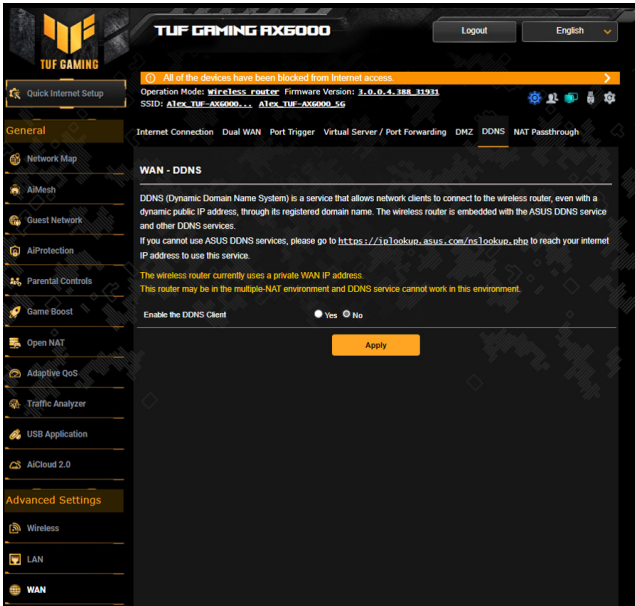 TUF GAMING AX6000
Logout
English
TUF GAMING
All of the devices have been blocked from Internet access.
Quick Internet Setup
Operation Mode: Wireless router Firmware Version: 3.0.0.4.388_31931
SSID: Alex_TUF-AX6000... Alex_TUF-AX6000_5G
General
Internet Connection Dual WAN Port Trigger Virtual Server / Port Forwarding DMZ DDNS NAT Passthrough
Network Map
AiMesh
Guest Network
AiProtection
Parental Controls
Game Boost
Open NAT
Adaptive QoS
Traffic Analyzer
USB Application
AiCloud 2.0
Advanced Settings
Wireless
LAN
WAN
WAN - DDNS
DDNS (Dynamic Domain Name System) is a service that allows network clients to connect to the wireless router, even with a
dynamic public IP address, through its registered domain name. The wireless router is embedded with the ASUS DDNS service
and other DDNS services.
If you cannot use ASUS DDNS services, please go to https://iplookup.asus.com/nslookup.php to reach your internet
IP address to use this service.
The wireless router currently uses a private WAN IP address.
This router may be in the multiple-NAT environment and DDNS service cannot work in this environment.
Enable the DDNS Client Yes No
Apply